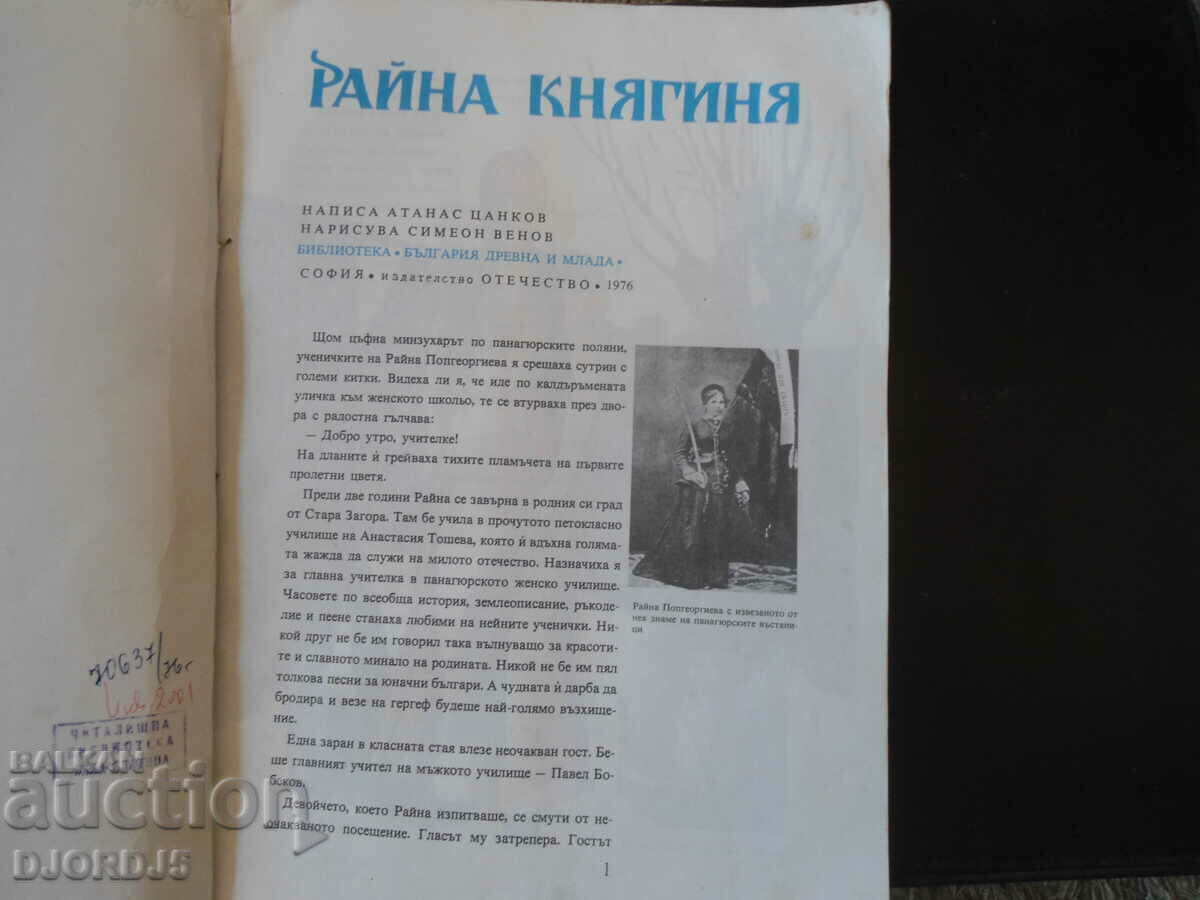 РАЙНА КНЯГИНЯ
НАПИСА АТАНАС ЦАНКОВ
НАРИСУВА СИМЕОН ВЕНОВ
БИБЛИОТЕКА • БЪЛГАРИЯ ДРЕВНА И МЛАДА •
СОФИЯ • издателство ОТЕЧЕСТВО • 1976
Щом цъфна минзухарът по панагюрските поляни,
ученичките на Райна Попгеоргиева я срещаха сутрин с
големи китки. Видеха ли я, че иде по калдъръмената
уличка към женското школьо, те се втурваха през дво-
ра с радостна гълчава:
— Добро утро, учителке!
На дланите ѝ грейваха тихите пламъчета на първите
пролетни цветя.
Преди две години Райна се завърна в родния си град
от Стара Загора. Там бе учила в прочутото петокласно
училище на Анастасия Тошева, която ѝ вдъхна голяма-
та жажда да служи на милото отечество. Назначиха я
за главна учителка в панагюрското женско училище.
Часовете по всеобща история, землеописание, ръкоде-
лие и пеене станаха любими на нейните ученички. Ни-
кой друг не бе им говорил така вълнуващо за красоти-
те и славното минало на родината. Никой не бе им пял
толкова песни за юначни българи. А чудната ѝ дарба да
бродира и везе на гергеф будеше най-голямо възхище-
ние.
Една заран в класната стая влезе неочакван гост. Бе-
ше главният учител на мъжкото училище — Павел Бо-
беков.
Девойчето, което Райна изпитваше, се смути от не-
очакваното посещение. Гласът му затрепера. Гостът
1
Райна Попгеоргиева с извезаното от
нея знаме на панагюрските въстани-
ци
70637/76г
2001
ЧИТАЛИЩНА
БИБЛИОТЕКА
BALKAN
auction
DJORDJ5